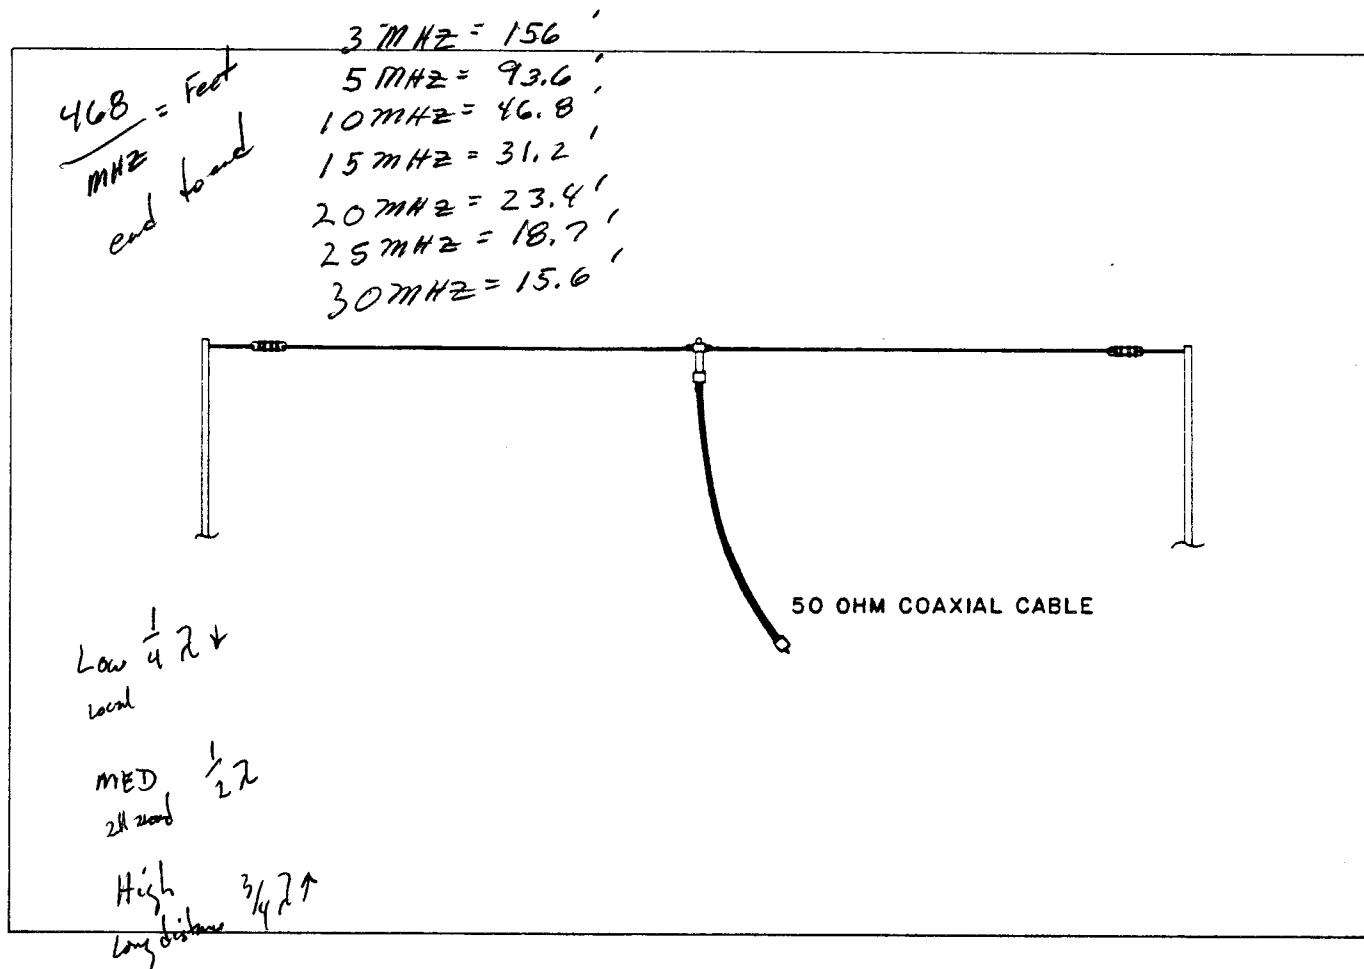 3 MHZ = 156'
5 MHZ = 93.6'
10 MHZ = 46.8'
15 MHZ = 31.2'
20 MHZ = 23.4'
25 MHZ = 18.7'
30 MHZ = 15.6'
468 = Feet
MHZ
end to end
50 OHM COAXIAL CABLE
Low 1/4 λ ↓
Local
MED 1/2 λ
High 3/4 λ ↑
Long distance